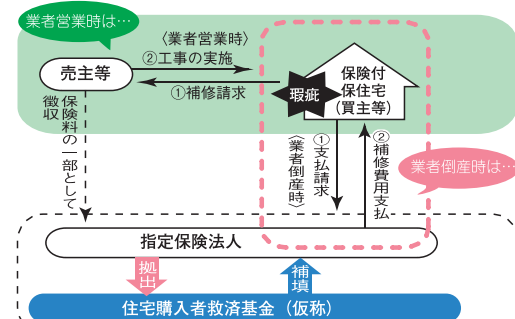 業者営業時は…
〈業者営業時〉
②工事の実施
売主等
①補修請求
瑕疵
保険付
保住宅
(買主等)
保険料の一部として
徴収
①支払請求
〈業者倒産時〉
②補修費用支払
業者倒産時は…
指定保険法人
拠出
補填
住宅購入者救済基金(仮称)